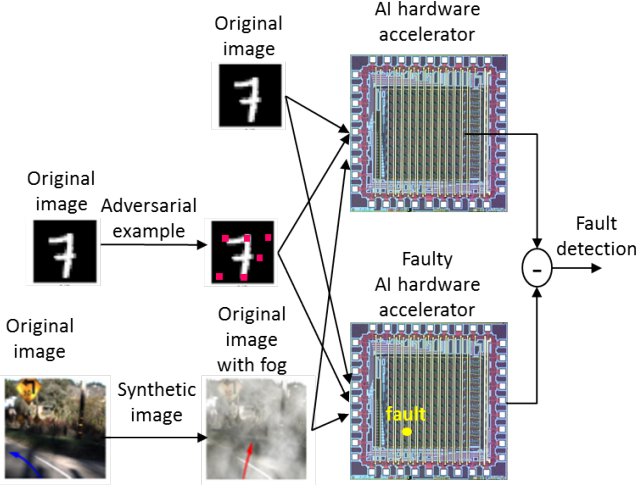 Original
image
AI hardware
accelerator
Original
image
Adversarial
example
Fault
detection
-
Faulty
AI hardware
accelerator
Original
image
with fog
Original
image
Synthetic
image
fault